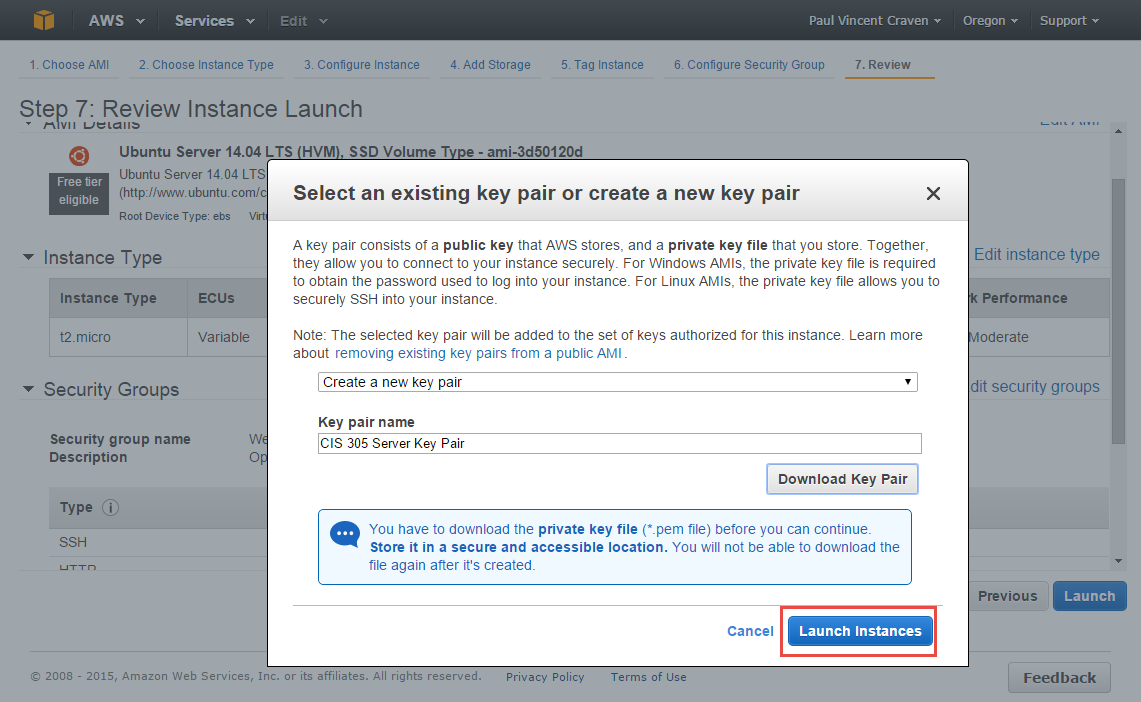 AWS Services Edit Paul Vincent Craven Oregon Support
1. Choose AMI 2. Choose Instance Type 3. Configure Instance 4. Add Storage 5. Tag Instance 6. Configure Security Group 7. Review
Step 7: Review Instance Launch
AMI Details Edit AMI
Ubuntu Server 14.04 LTS (HVM), SSD Volume Type - ami-3d50120d
Free tier eligible
Ubuntu Server 14.04 LTS
(http://www.ubuntu.com/c
Root Device Type: ebs Virtu
Select an existing key pair or create a new key pair
A key pair consists of a public key that AWS stores, and a private key file that you store. Together,
they allow you to connect to your instance securely. For Windows AMIs, the private key file is required
to obtain the password used to log into your instance. For Linux AMIs, the private key file allows you to
securely SSH into your instance.
Note: The selected key pair will be added to the set of keys authorized for this instance. Learn more
about removing existing key pairs from a public AMI.
Create a new key pair
Key pair name
CIS 305 Server Key Pair
Download Key Pair
You have to download the private key file (*.pem file) before you can continue.
Store it in a secure and accessible location. You will not be able to download the
file again after it's created.
Cancel Launch Instances
Instance Type Edit instance type
Instance Type ECUs k Performance
t2.micro Variable Moderate
Security Groups dit security groups
Security group name We
Description Op
Type i
SSH
HTTP
Previous Launch
© 2008 - 2015, Amazon Web Services, Inc. or its affiliates. All rights reserved. Privacy Policy Terms of Use
Feedback